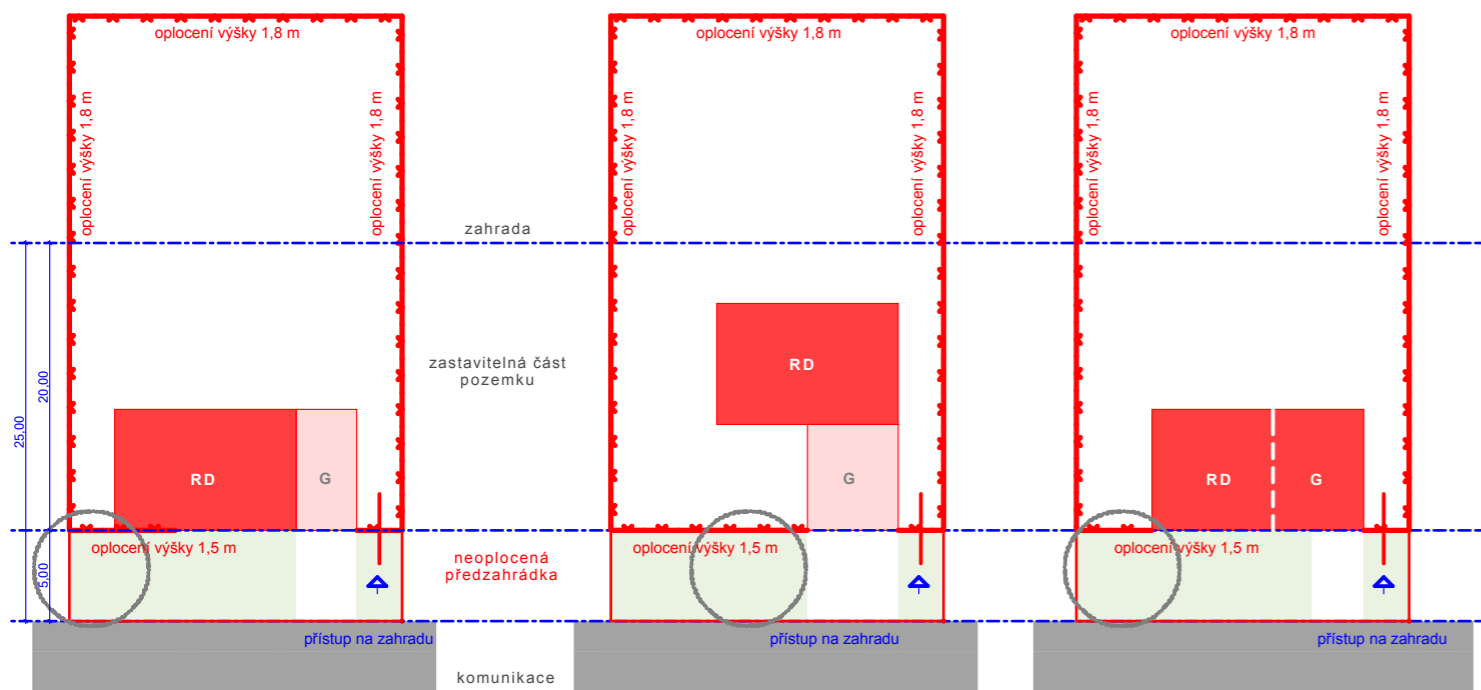 oplocení výšky 1,8 m
oplocení výšky 1,8 m
oplocení výšky 1,8 m
oplocení výšky 1,8 m
oplocení výšky 1,8 m
oplocení výšky 1,8 m
oplocení výšky 1,8 m
oplocení výšky 1,8 m
oplocení výšky 1,8 m
zahrada
25,00
20,00
zastavitelná část
pozemku
RD
RD
G
G
RD
G
oplocení výšky 1,5 m
oplocení výšky 1,5 m
oplocení výšky 1,5 m
neoplocená
předzahrádka
5,00
přístup na zahradu
přístup na zahradu
přístup na zahradu
komunikace